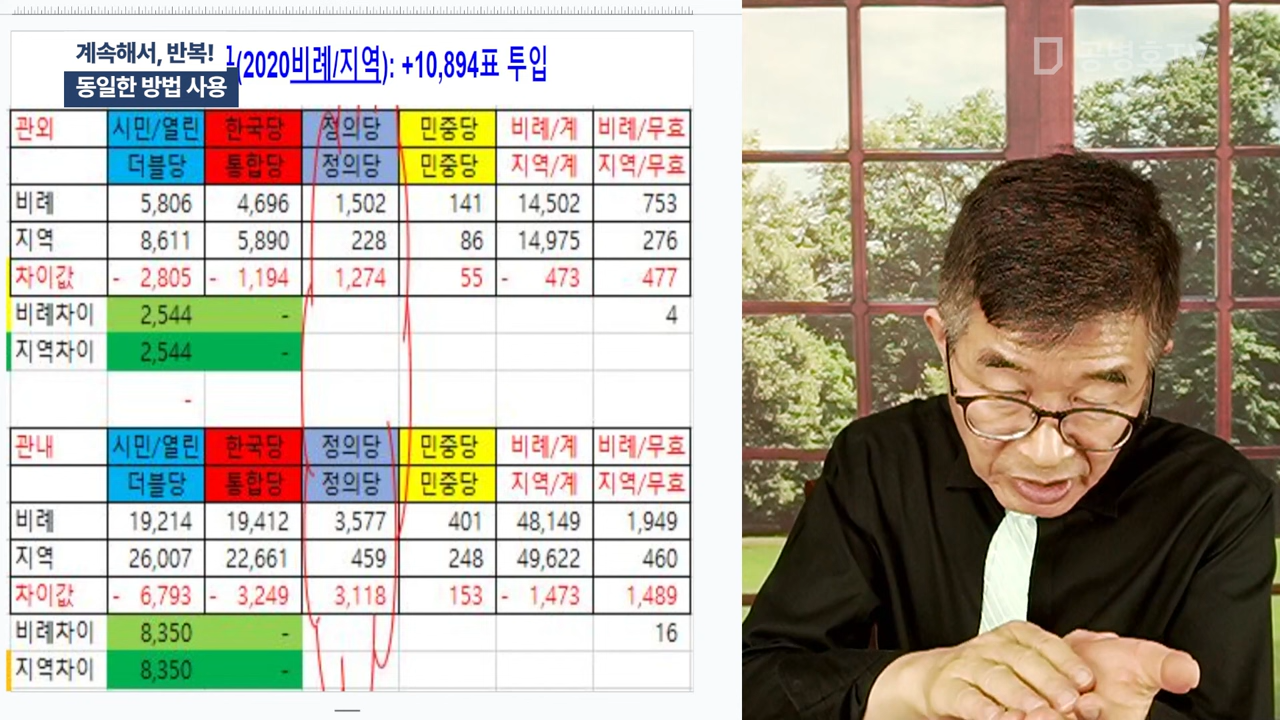 계속해서, 반복!
동일한 방법 사용
(2020비례/지역): +10,894표 투입
공병호TV
관외 시민/열린 한국당 정의당 민중당 비례/계 비례/무효
더블당 통합당 정의당 민중당 지역/계 지역/무효
비례 5,806 4,696 1,502 141 14,502 753
지역 8,611 5,890 228 86 14,975 276
차이값 - 2,805 - 1,194 1,274 55 - 473 477
비례차이 2,544 - 4
지역차이 2,544 -
-
관내 시민/열린 한국당 정의당 민중당 비례/계 비례/무효
더블당 통합당 정의당 민중당 지역/계 지역/무효
비례 19,214 19,412 3,577 401 48,149 1,949
지역 26,007 22,661 459 248 49,622 460
차이값 - 6,793 - 3,249 3,118 153 - 1,473 1,489
비례차이 8,350 - 16
지역차이 8,350 -